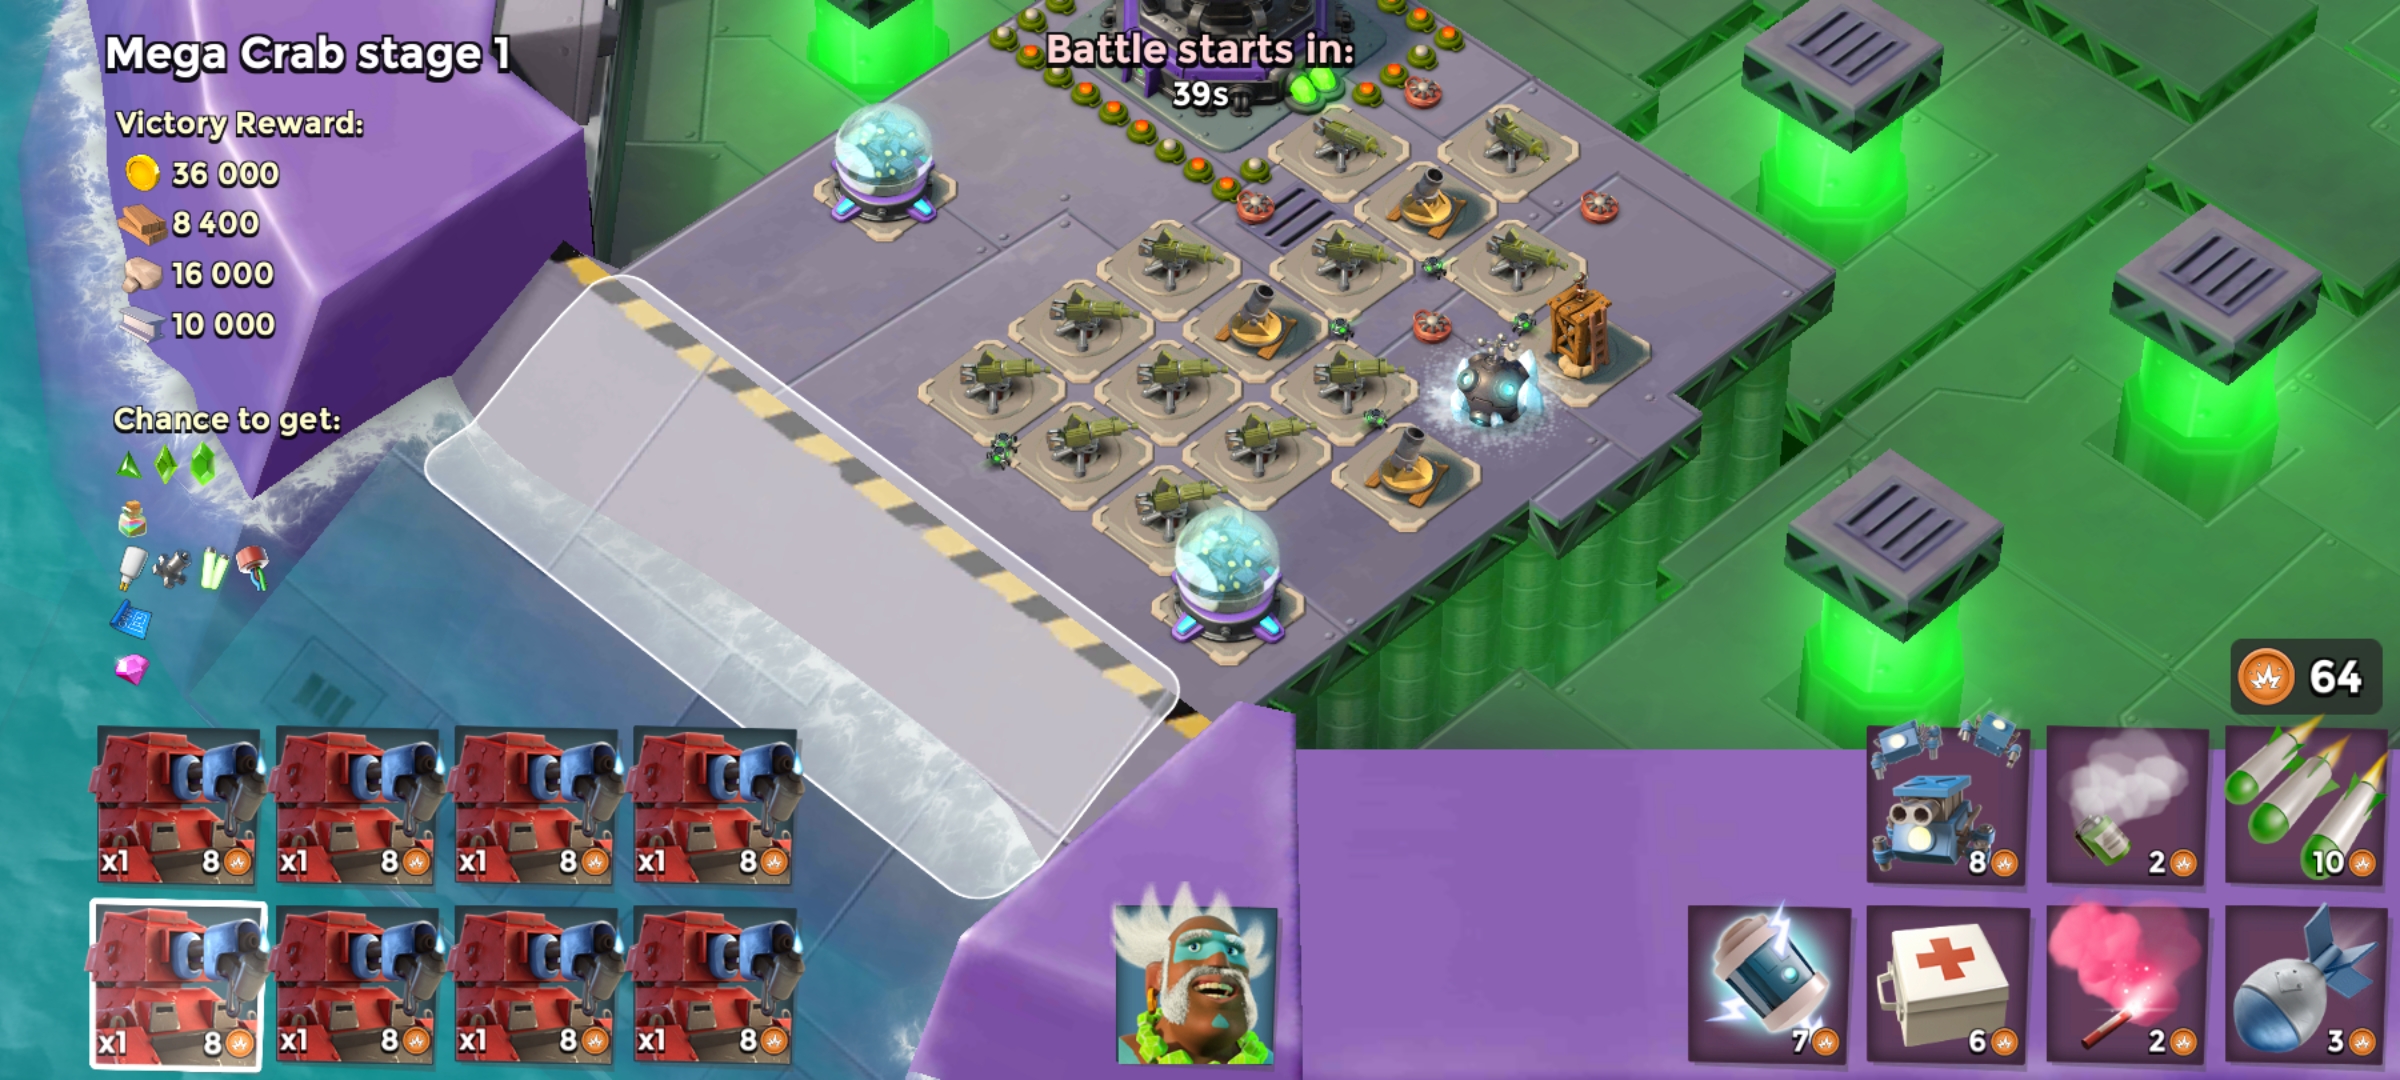 Mega Crab stage 1
Battle starts in:
39s
Victory Reward:
36 000
8 400
16 000
10 000
Chance to get:
64
x1 8
x1 8
x1 8
x1 8
8
2
10
x1 8
x1 8
x1 8
x1 8
7
6
2
3